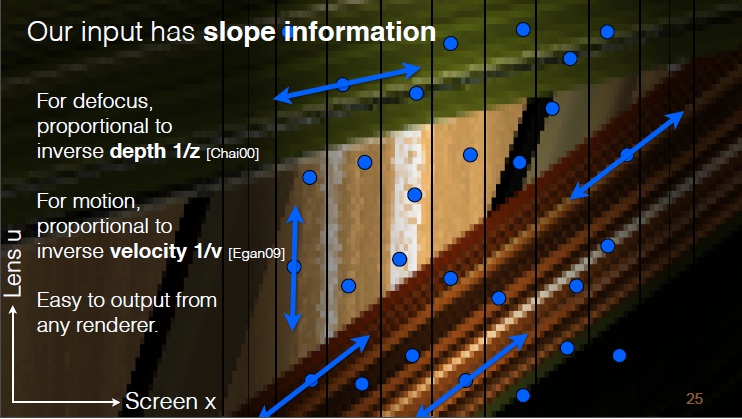 Our input has slope information
For defocus,
proportional to
inverse depth 1/z [Chai00]
For motion,
proportional to
inverse velocity 1/v [Egan09]
Easy to output from
any renderer.
Lens u
Screen x
25